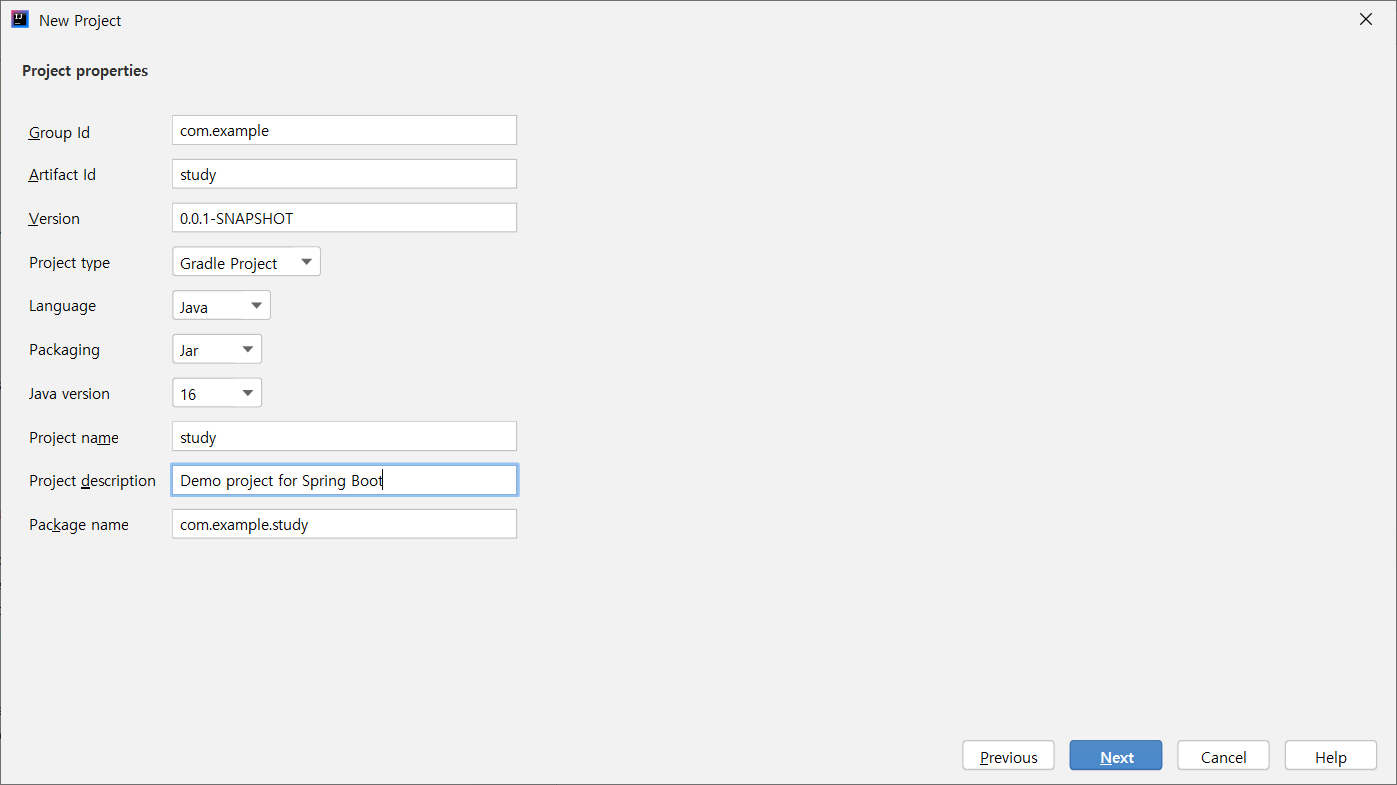 New Project
Project properties
Group Id com.example
Artifact Id study
Version 0.0.1-SNAPSHOT
Project type Gradle Project
Language Java
Packaging Jar
Java version 16
Project name study
Project description Demo project for Spring Boot
Package name com.example.study
Previous Next Cancel Help